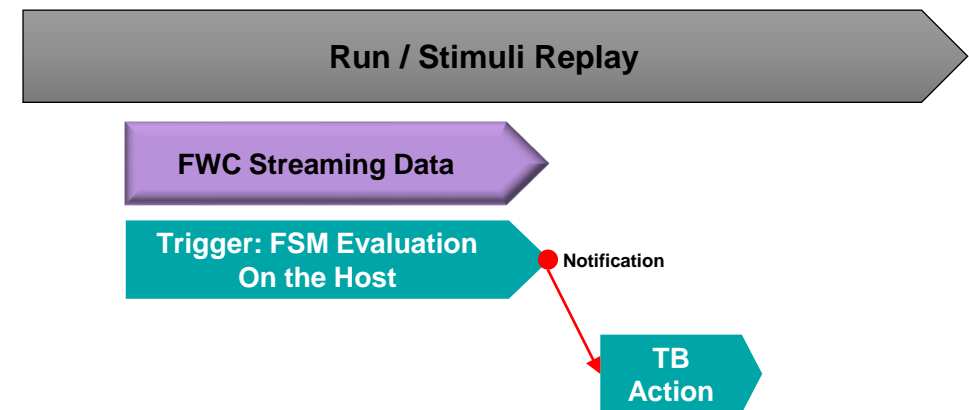 Run / Stimuli Replay
FWC Streaming Data
Trigger: FSM Evaluation
On the Host
Notification
TB
Action